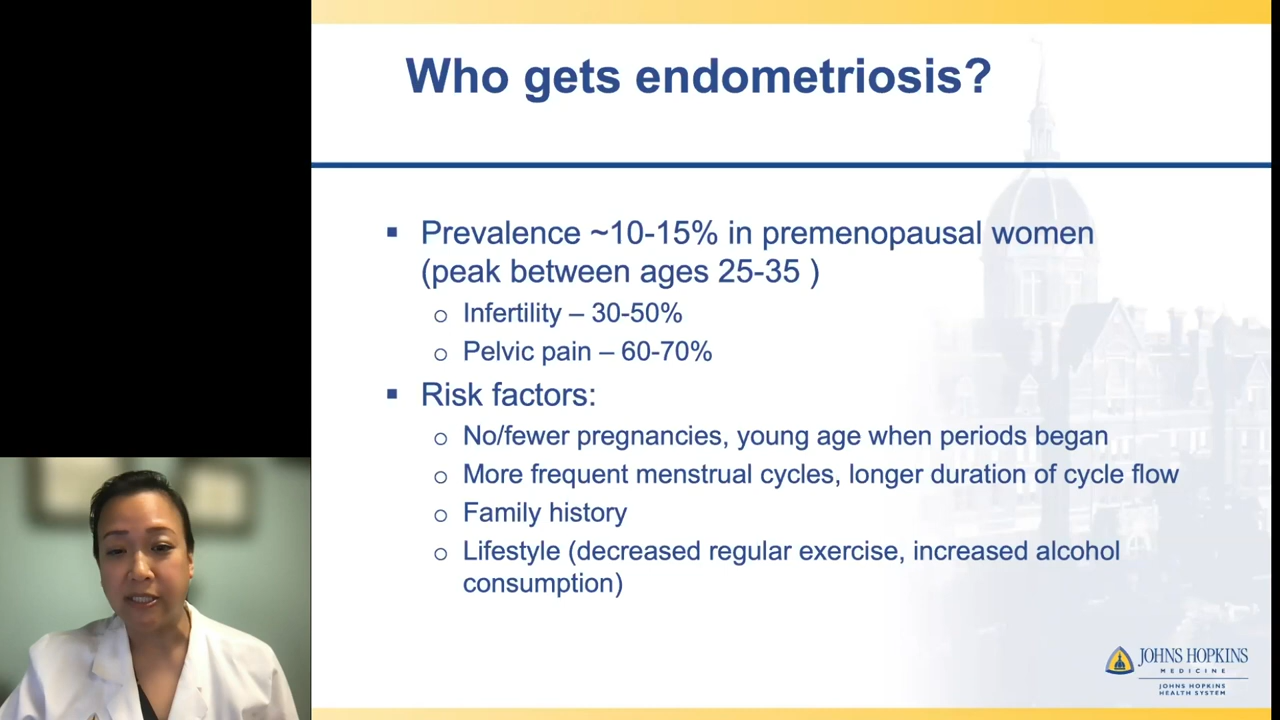 Who gets endometriosis?
▪ Prevalence ~10-15% in premenopausal women
(peak between ages 25-35 )
o Infertility – 30-50%
o Pelvic pain – 60-70%
▪ Risk factors:
o No/fewer pregnancies, young age when periods began
o More frequent menstrual cycles, longer duration of cycle flow
o Family history
o Lifestyle (decreased regular exercise, increased alcohol
consumption)
JOHNS HOPKINS
MEDICINE
JOHNS HOPKINS
HEALTH SYSTEM